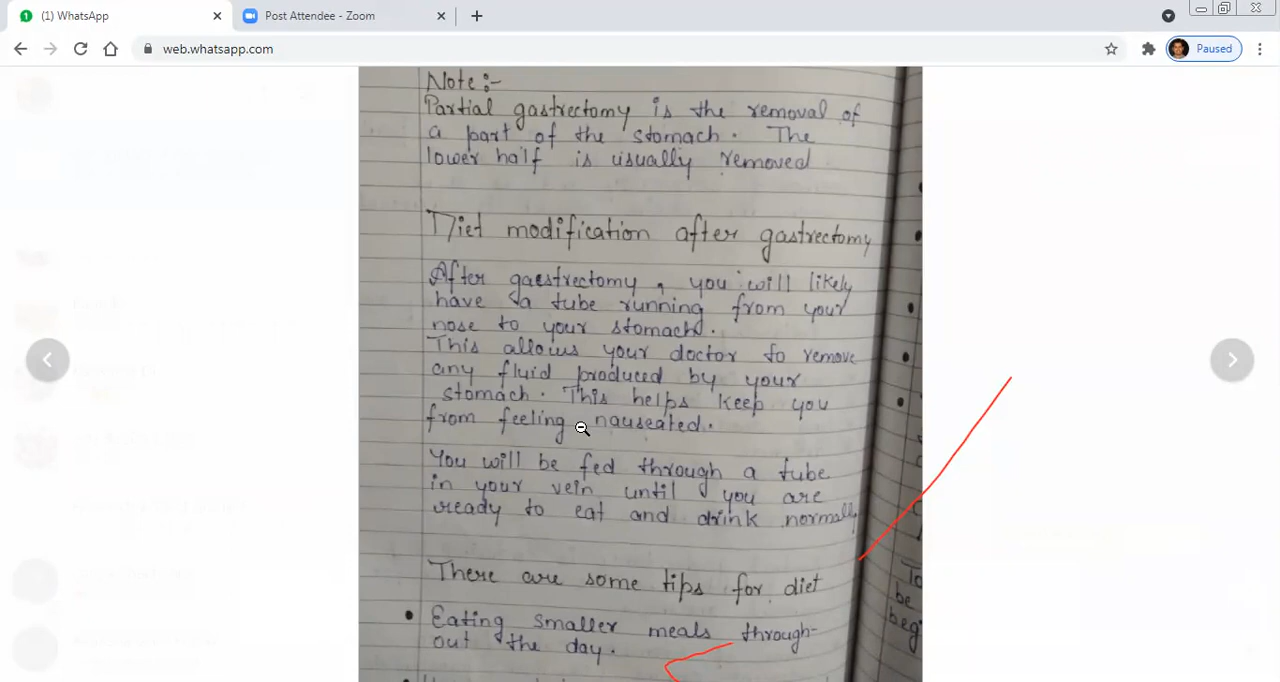 (1) WhatsApp
Post Attendee - Zoom
web.whatsapp.com
Paused
Note:-
Partial gastrectomy is the removal of
a part of the stomach. The
lower half is usually removed
Diet modification after gastrectomy
After gaestrectomy, you will likely
have a tube running from your
nose to your stomach.
This allows your doctor to remove
any fluid produced by your
stomach. This helps keep you
from feeling nauseated.
You will be fed through a tube
in your vein until you are
ready to eat and drink normally
There are some tips for diet
• Eating smaller meals through-
out the day.
To
be
beg